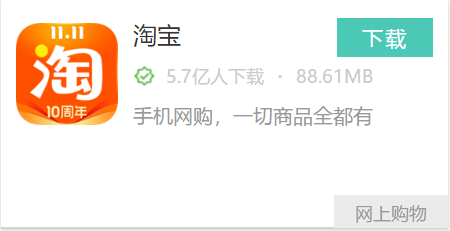 11.11
淘
10周年
淘宝
下载
5.7亿人下载 · 88.61MB
手机网购，一切商品全都有
网上购物